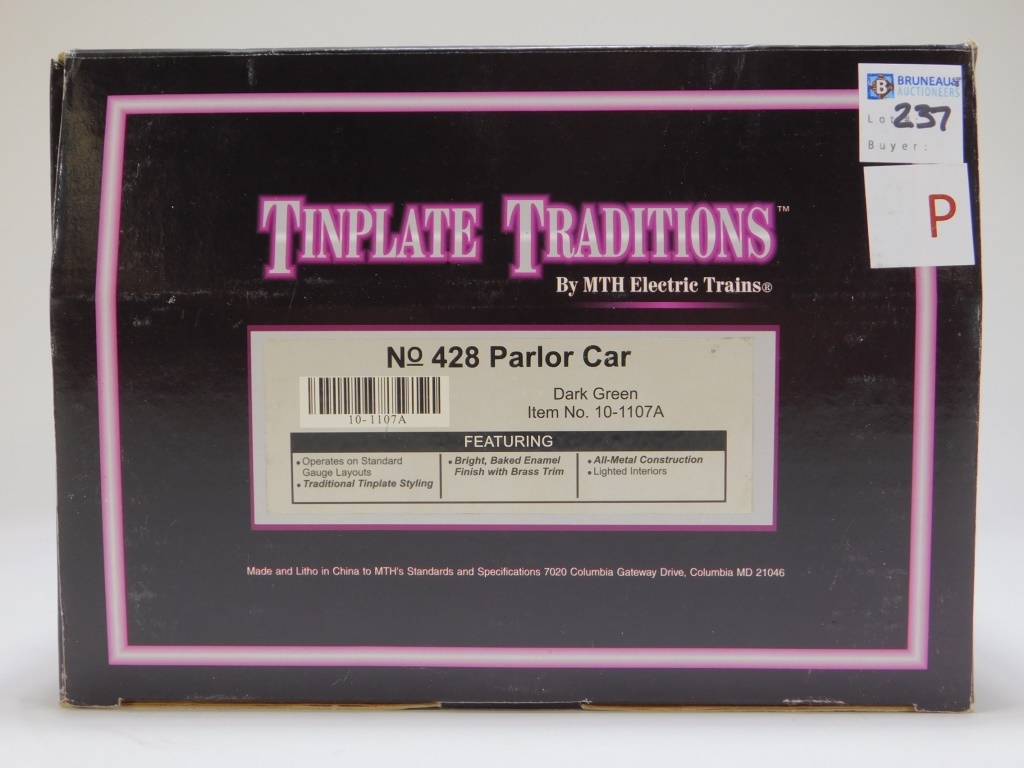 BRUNEAU &
AUCTIONEERS
Lot: 237
Buyer:
P
TINPLATE TRADITIONS™
By MTH Electric Trains®
No 428 Parlor Car
10-1107A
Dark Green
Item No. 10-1107A
FEATURING
• Operates on Standard
Gauge Layouts
• Traditional Tinplate Styling
• Bright, Baked Enamel
Finish with Brass Trim
• All-Metal Construction
• Lighted Interiors
Made and Litho in China to MTH's Standards and Specifications 7020 Columbia Gateway Drive, Columbia MD 21046